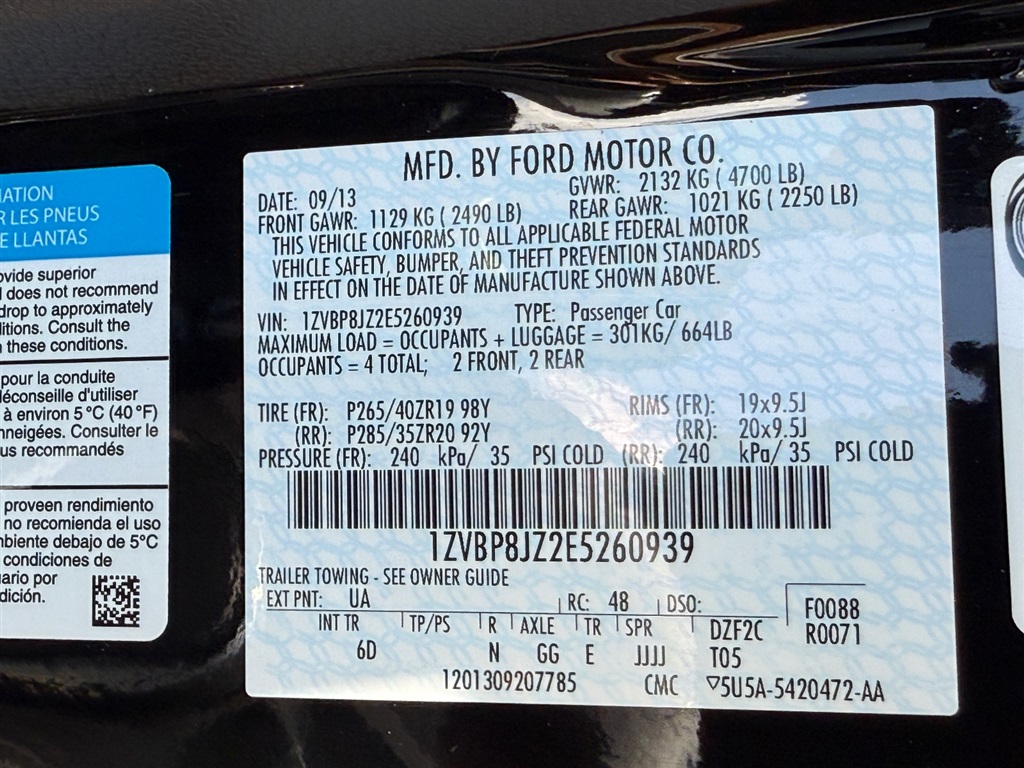 MATION
R LES PNEUS
E LLANTAS
ovide superior
does not recommend
drop to approximately
litions. Consult the
these conditions.
pour la conduite
déconseille d'utiliser
à environ 5 °C (40 °F)
nneigées. Consulter le
us recommandés
proveen rendimiento
no recomienda el uso
nbiente debajo de 5°C
condiciones de
uario por
dición.
MFD. BY FORD MOTOR CO.
DATE: 09/13 GVWR: 2132 KG ( 4700 LB)
FRONT GAWR: 1129 KG ( 2490 LB) REAR GAWR: 1021 KG ( 2250 LB)
THIS VEHICLE CONFORMS TO ALL APPLICABLE FEDERAL MOTOR
VEHICLE SAFETY, BUMPER, AND THEFT PREVENTION STANDARDS
IN EFFECT ON THE DATE OF MANUFACTURE SHOWN ABOVE.
VIN: 1ZVBP8JZ2E5260939 TYPE: Passenger Car
MAXIMUM LOAD = OCCUPANTS + LUGGAGE = 301KG/ 664LB
OCCUPANTS = 4 TOTAL; 2 FRONT, 2 REAR
TIRE (FR): P265/40ZR19 98Y RIMS (FR): 19x9.5J
(RR): P285/35ZR20 92Y (RR): 20x9.5J
PRESSURE (FR): 240 kPa/ 35 PSI COLD (RR): 240 kPa/ 35 PSI COLD
1ZVBP8JZ2E5260939
TRAILER TOWING - SEE OWNER GUIDE
EXT PNT: UA RC: 48 DSO: F0088
INT TR TP/PS R AXLE TR SPR DZF2C R0071
6D N GG E JJJJ T05
1201309207785 CMC ▽5U5A-5420472-AA